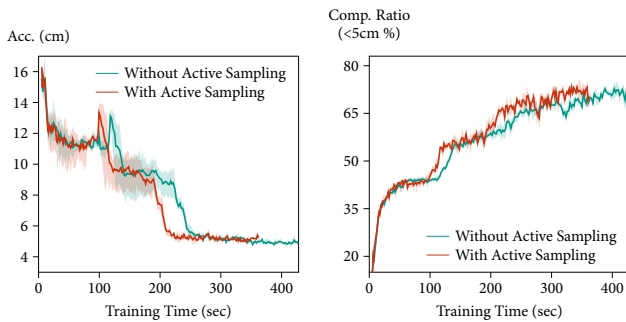 Acc. (cm)
16
14
12
10
8
6
4
0
100
200
300
400
Training Time (sec)
Without Active Sampling
With Active Sampling
Comp. Ratio
(<5cm %)
80
65
50
35
20
0
100
200
300
400
Training Time (sec)
Without Active Sampling
With Active Sampling